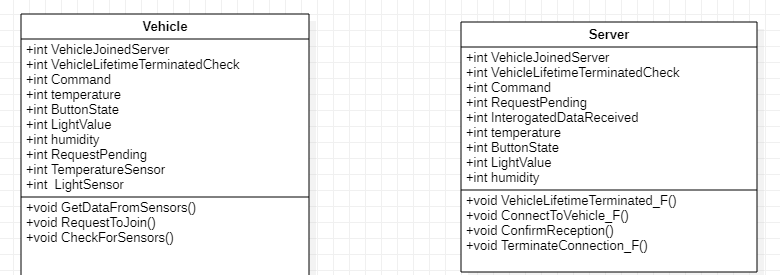 Vehicle
+int VehicleJoinedServer
+int VehicleLifetimeTerminatedCheck
+int Command
+int temperature
+int ButtonState
+int LightValue
+int humidity
+int RequestPending
+int TemperatureSensor
+int LightSensor
+void GetDataFromSensors()
+void RequestToJoin()
+void CheckForSensors()
Server
+int VehicleJoinedServer
+int VehicleLifetimeTerminatedCheck
+int Command
+int RequestPending
+int InterogatedDataReceived
+int temperature
+int ButtonState
+int LightValue
+int humidity
+void VehicleLifetimeTerminated_F()
+void ConnectToVehicle_F()
+void ConfirmReception()
+void TerminateConnection_F()